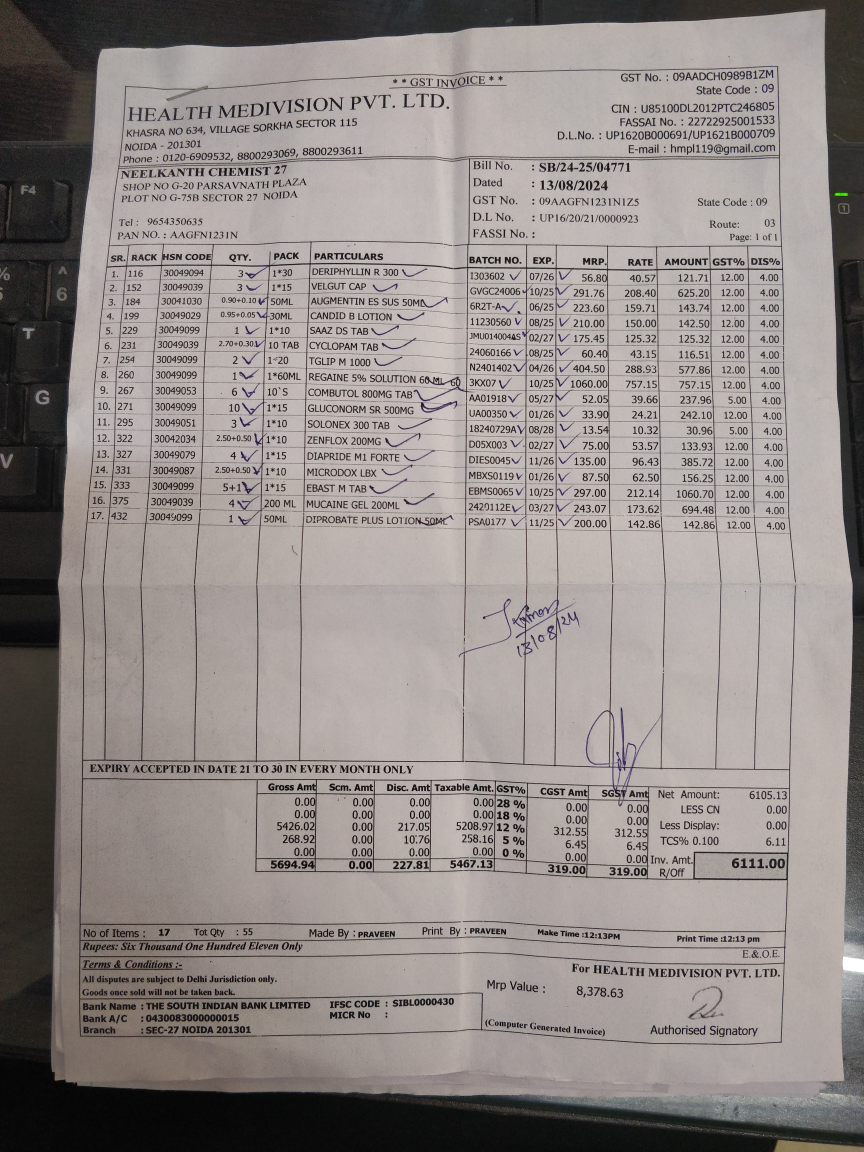 * * GST INVOICE * *
GST No. : 09AADCH0989B1ZM
State Code : 09
HEALTH MEDIVISION PVT. LTD.
CIN : U85100DL2012PTC246805
KHASRA NO 634, VILLAGE SORKHA SECTOR 115
FASSAI No. : 22722925001533
NOIDA - 201301
D.L.No. : UP1620B000691/UP1621B000709
Phone : 0120-6909532, 8800293069, 8800293611
E-mail : hmpl119@gmail.com
NEELKANTH CHEMIST 27
SHOP NO G-20 PARSAVNATH PLAZA
PLOT NO G-75B SECTOR 27 NOIDA
Tel : 9654350635
PAN NO. : AAGFN1231N
Bill No. : SB/24-25/04771
Dated : 13/08/2024
GST No. : 09AAGFN1231N1Z5 State Code : 09
D.L No. : UP16/20/21/0000923
Route: 03
FASSI No. :
Page: 1 of 1
SR. RACK HSN CODE QTY. PACK PARTICULARS BATCH NO. EXP. MRP. RATE AMOUNT GST% DIS%
1. 116 30049094 3 1*30 DERIPHYLLIN R 300 I303602 07/26 56.80 40.57 121.71 12.00 4.00
2. 152 30049039 3 1*15 VELGUT CAP GVGC24006 10/25 291.76 208.40 625.20 12.00 4.00
3. 184 30041030 0.90+0.10 50ML AUGMENTIN ES SUS 50ML 6R2T-A 06/25 223.60 159.71 143.74 12.00 4.00
4. 199 30049029 0.95+0.05 30ML CANDID B LOTION 11230560 08/25 210.00 150.00 142.50 12.00 4.00
5. 229 30049099 1 1*10 SAAZ DS TAB JMU014004AS 02/27 175.45 125.32 125.32 12.00 4.00
6. 231 30049039 2.70+0.30 10 TAB CYCLOPAM TAB 24060166 08/25 60.40 43.15 116.51 12.00 4.00
7. 254 30049099 2 1*20 TGLIP M 1000 N2401402 04/26 404.50 288.93 577.86 12.00 4.00
8. 260 30049099 1 1*60ML REGAINE 5% SOLUTION 60 ML 60 3KX07 10/25 1060.00 757.15 757.15 12.00 4.00
9. 267 30049053 6 10`S COMBUTOL 800MG TAB AA01918 05/27 52.05 39.66 237.96 5.00 4.00
10. 271 30049099 10 1*15 GLUCONORM SR 500MG UA00350 01/26 33.90 24.21 242.10 12.00 4.00
11. 295 30049051 3 1*10 SOLONEX 300 TAB 18240729A 08/28 13.54 10.32 30.96 5.00 4.00
12. 322 30042034 2.50+0.50 1*10 ZENFLOX 200MG D05X003 02/27 75.00 53.57 133.93 12.00 4.00
13. 327 30049079 4 1*15 DIAPRIDE M1 FORTE DIES0045 11/26 135.00 96.43 385.72 12.00 4.00
14. 331 30049087 2.50+0.50 1*10 MICRODOX LBX MBXS0119 01/26 87.50 62.50 156.25 12.00 4.00
15. 333 30049099 5+1 1*15 EBAST M TAB EBMS0065 10/25 297.00 212.14 1060.70 12.00 4.00
16. 375 30049039 4 200 ML MUCAINE GEL 200ML 2420112E 03/27 243.07 173.62 694.48 12.00 4.00
17. 432 30049099 1 50ML DIPROBATE PLUS LOTION 50ML PSA0177 11/25 200.00 142.86 142.86 12.00 4.00
13/08/24
EXPIRY ACCEPTED IN DATE 21 TO 30 IN EVERY MONTH ONLY
Gross Amt Scm. Amt Disc. Amt Taxable Amt. GST% CGST Amt SGST Amt
0.00 0.00 0.00 0.00 28 % 0.00 0.00
0.00 0.00 0.00 0.00 18 % 0.00 0.00
5426.02 0.00 217.05 5208.97 12 % 312.55 312.55
268.92 0.00 10.76 258.16 5 % 6.45 6.45
0.00 0.00 0.00 0.00 0 % 0.00 0.00
5694.94 0.00 227.81 5467.13 319.00 319.00
Net Amount: 6105.13
LESS CN 0.00
Less Display: 0.00
TCS% 0.100 6.11
Inv. Amt. 6111.00
R/Off
No of Items : 17 Tot Qty : 55 Made By : PRAVEEN Print By : PRAVEEN Make Time :12:13PM Print Time :12:13 pm
Rupees: Six Thousand One Hundred Eleven Only
E.&.O.E.
Terms & Conditions :-
All disputes are subject to Delhi Jurisdiction only.
Goods once sold will not be taken back.
Bank Name : THE SOUTH INDIAN BANK LIMITED IFSC CODE : SIBL0000430
Bank A/C : 0430083000000015 MICR No :
Branch : SEC-27 NOIDA 201301
For HEALTH MEDIVISION PVT. LTD.
Mrp Value : 8,378.63
(Computer Generated Invoice)
Authorised Signatory
F4
%
^
6
T
G
V
1